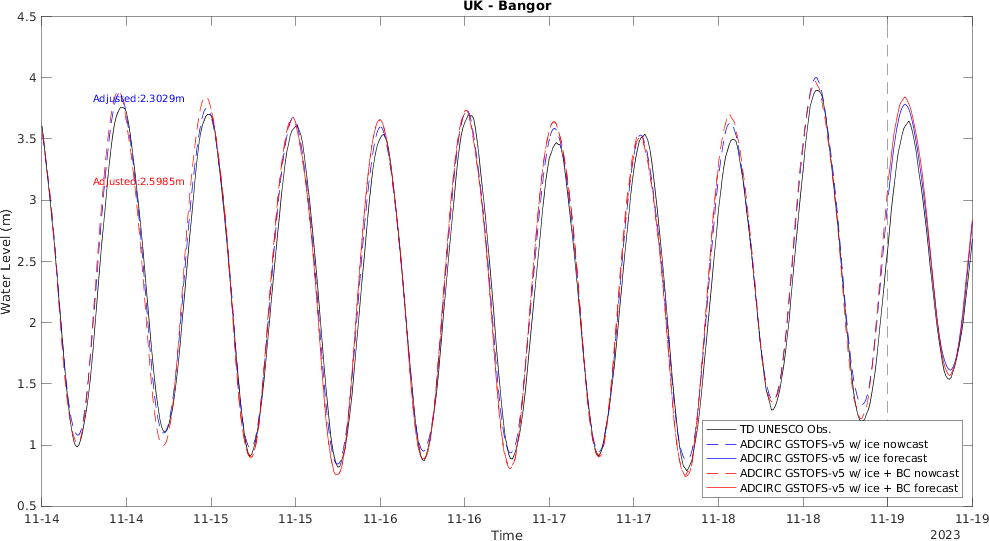 UK - Bangor
4.5
4
3.5
3
2.5
2
1.5
1
0.5
Water Level (m)
Adjusted:2.3029m
Adjusted:2.5985m
TD UNESCO Obs.
ADCIRC GSTOFS-v5 w/ ice nowcast
ADCIRC GSTOFS-v5 w/ ice forecast
ADCIRC GSTOFS-v5 w/ ice + BC nowcast
ADCIRC GSTOFS-v5 w/ ice + BC forecast
11-14 11-14 11-15 11-15 11-16 11-16 11-17 11-17 11-18 11-18 11-19 11-19
Time
2023